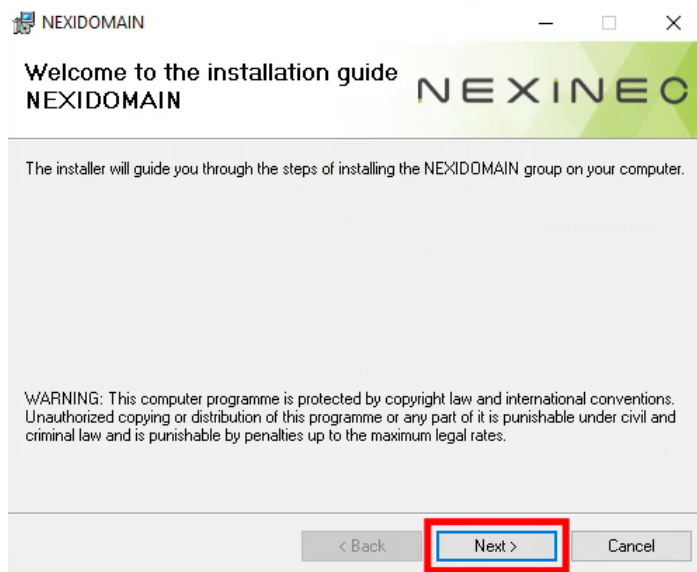 NEXIDOMAIN
Welcome to the installation guide
NEXIDOMAIN
NEXINEC
The installer will guide you through the steps of installing the NEXIDOMAIN group on your computer.
WARNING: This computer programme is protected by copyright law and international conventions.
Unauthorized copying or distribution of this programme or any part of it is punishable under civil and
criminal law and is punishable by penalties up to the maximum legal rates.
< Back
Next >
Cancel